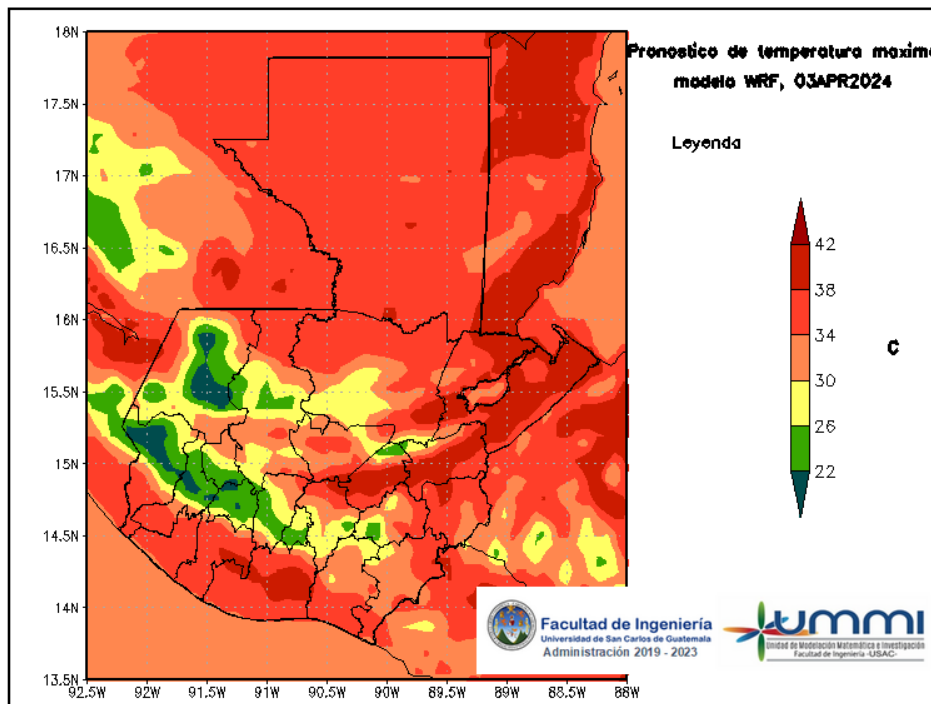 Pronostico de temperatura maxima
modelo WRF, 03APR2024
Leyenda
42
38
34
30
26
22
C
18N
17.5N
17N
16.5N
16N
15.5N
15N
14.5N
14N
13.5N
92.5W
92W
91.5W
91W
90.5W
90W
89.5W
89W
88.5W
88W
Facultad de Ingeniería
Universidad de San Carlos de Guatemala
Administración 2019 - 2023
UMMI
Unidad de Modelación Matemática e Investigación
Facultad de Ingeniería -USAC-